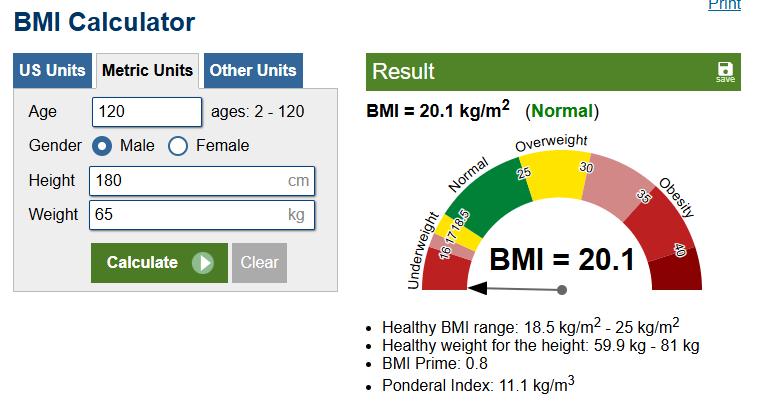 Print
BMI Calculator
US Units
Metric Units
Other Units
Age
120
ages: 2 - 120
Gender
Male
Female
Height
180
cm
Weight
65
kg
Calculate
Clear
Result
save
BMI = 20.1 kg/m² (Normal)
Underweight
Normal
Overweight
Obesity
16
17
18.5
25
30
35
40
BMI = 20.1
Healthy BMI range: 18.5 kg/m² - 25 kg/m²
Healthy weight for the height: 59.9 kg - 81 kg
BMI Prime: 0.8
Ponderal Index: 11.1 kg/m³